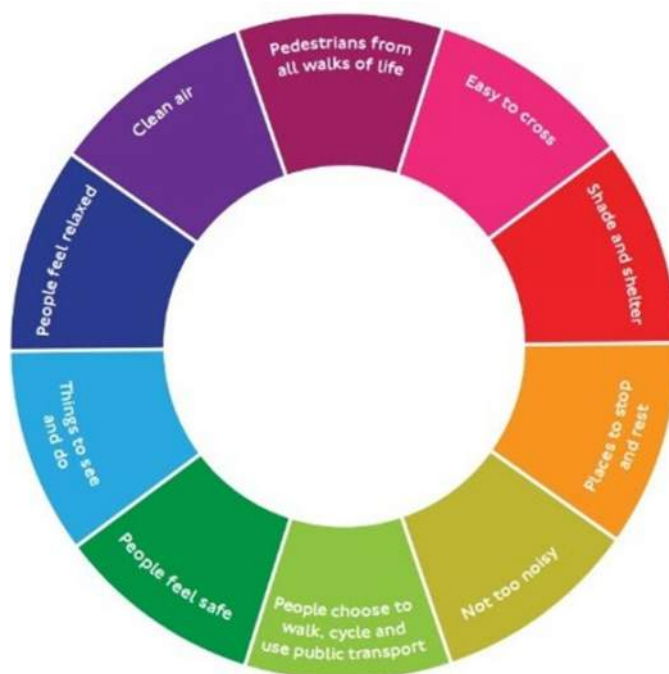 Pedestrians from
all walks of life
Easy to cross
Shade and shelter
Places to stop
and rest
Not too noisy
People choose to
walk, cycle and
use public transport
People feel safe
Things to see
and do
People feel relaxed
Clean air